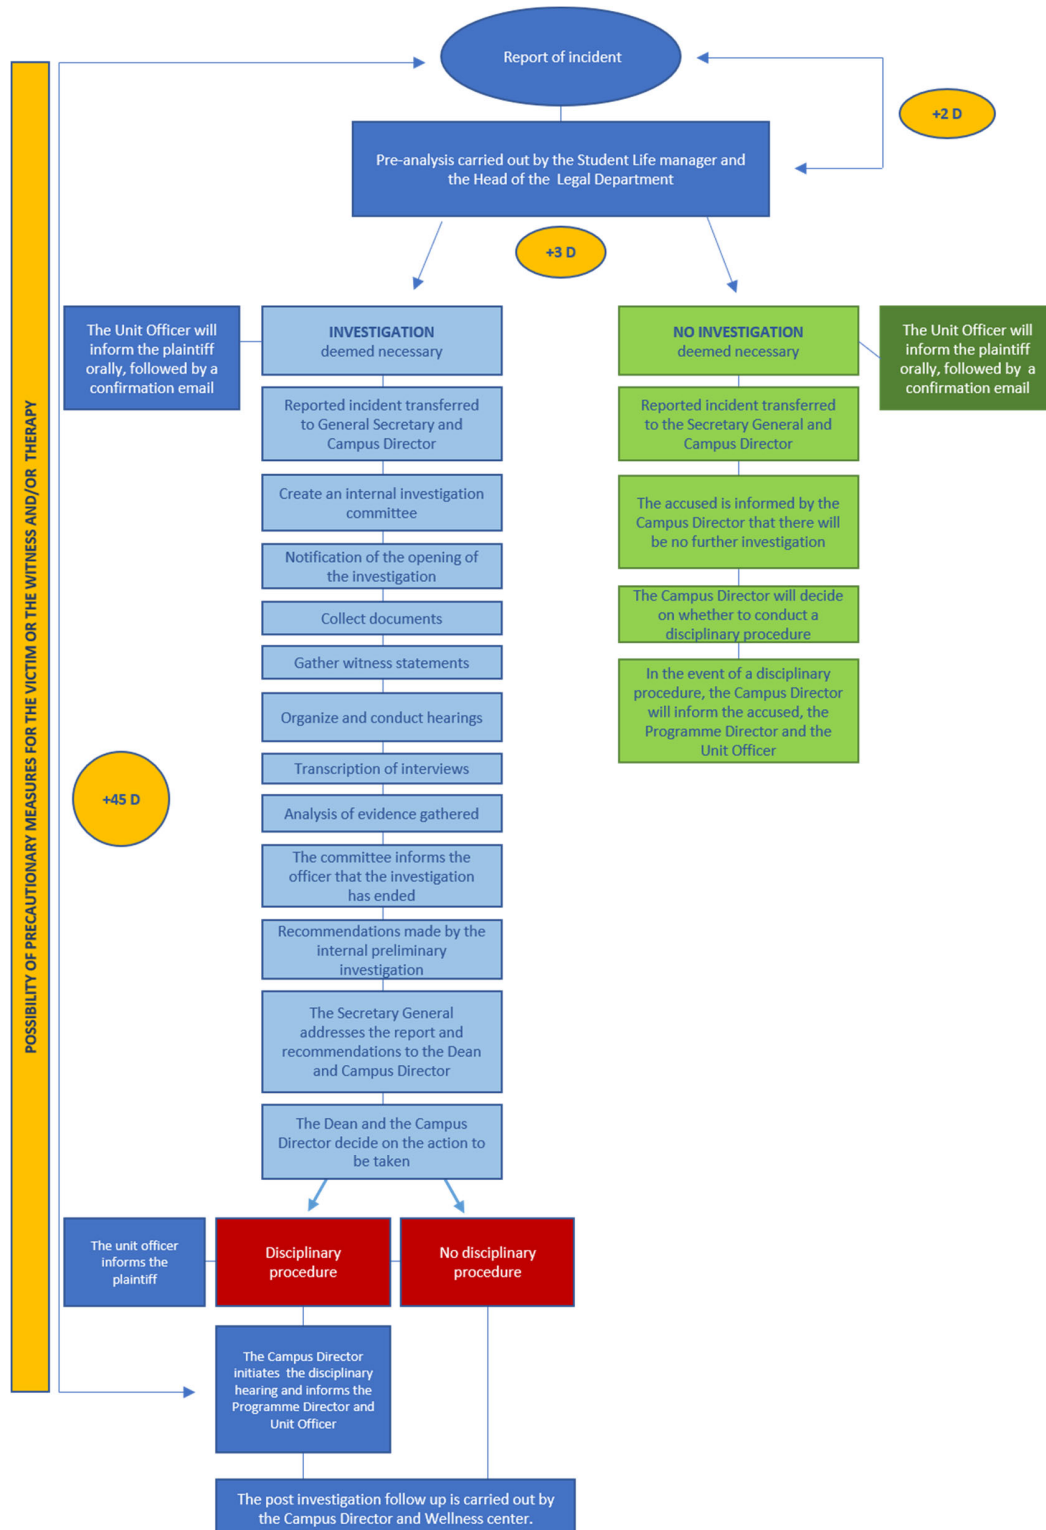 Report of incident
+2 D
Pre-analysis carried out by the Student Life manager and
the Head of the Legal Department
+3 D
The Unit Officer will
inform the plaintiff
orally, followed by a
confirmation email
INVESTIGATION
deemed necessary
NO INVESTIGATION
deemed necessary
The Unit Officer will
inform the plaintiff
orally, followed by a
confirmation email
Reported incident transferred
to General Secretary and
Campus Director
Create an internal investigation
committee
Notification of the opening of
the investigation
Collect documents
Gather witness statements
Organize and conduct hearings
Transcription of interviews
Analysis of evidence gathered
The committee informs the
officer that the investigation
has ended
Recommendations made by the
internal preliminary
investigation
The Secretary General
addresses the report and
recommendations to the Dean
and Campus Director
The Dean and the Campus
Director decide on the action to
be taken
Reported incident transferred
to the Secretary General and
Campus Director
The accused is informed by the
Campus Director that there will
be no further investigation
The Campus Director will decide
on whether to conduct a
disciplinary procedure
In the event of a disciplinary
procedure, the Campus Director
will inform the accused, the
Programme Director and the
Unit Officer
POSSIBILITY OF PRECAUTIONARY MEASURES FOR THE VICTIM OR THE WITNESS AND/OR THERAPY
+45 D
The unit officer
informs the
plaintiff
Disciplinary
procedure
No disciplinary
procedure
The Campus Director
initiates the disciplinary
hearing and informs the
Programme Director and
Unit Officer
The post investigation follow up is carried out by
the Campus Director and Wellness center.